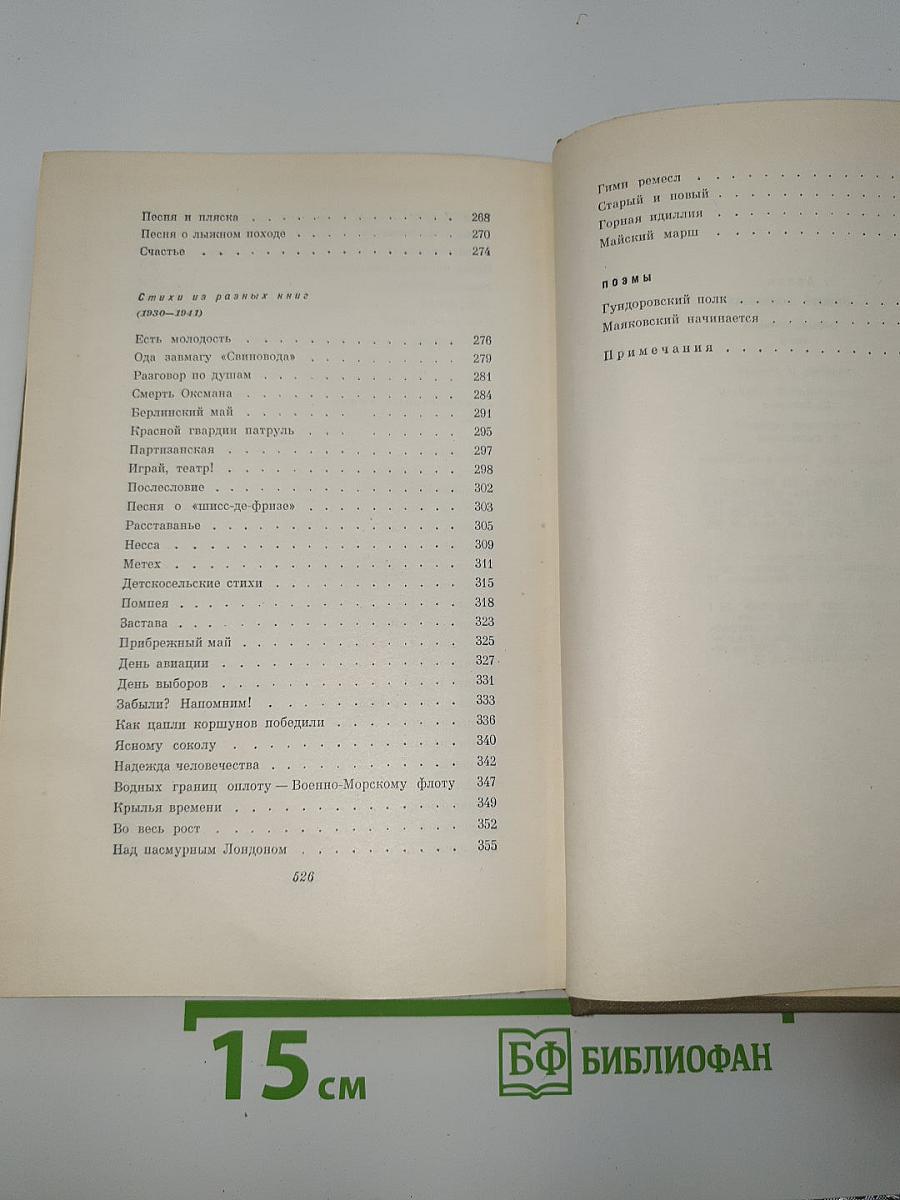 Песня и пляска . . . . . . . . . . . . . 268
Песня о лыжном походе . . . . . . . . . . 270
Счастье . . . . . . . . . . . . . . . 274
Стихи из разных книг
(1930—1941)
Есть молодость . . . . . . . . . . . . . 276
Ода завмагу «Свиновода» . . . . . . . . . 279
Разговор по душам . . . . . . . . . . . . 281
Смерть Оксмана . . . . . . . . . . . . . 284
Берлинский май . . . . . . . . . . . . . 291
Красной гвардии патруль . . . . . . . . . 295
Партизанская . . . . . . . . . . . . . . 297
Играй, театр! . . . . . . . . . . . . . . 298
Послесловие . . . . . . . . . . . . . . . 302
Песня о «шисс-де-фризе» . . . . . . . . . 303
Расставанье . . . . . . . . . . . . . . . 305
Несса . . . . . . . . . . . . . . . . . 309
Метех . . . . . . . . . . . . . . . . . 311
Детскосельские стихи . . . . . . . . . . . 315
Помпея . . . . . . . . . . . . . . . . . 318
Застава . . . . . . . . . . . . . . . . . 323
Прибрежный май . . . . . . . . . . . . . 325
День авиации . . . . . . . . . . . . . . 327
День выборов . . . . . . . . . . . . . . 331
Забыли? Напомним! . . . . . . . . . . . . 333
Как цапли коршунов победили . . . . . . . . 336
Ясному соколу . . . . . . . . . . . . . . 340
Надежда человечества . . . . . . . . . . . 342
Водных границ оплоту — Военно-Морскому флоту 347
Крылья времени . . . . . . . . . . . . . 349
Во весь рост . . . . . . . . . . . . . . 352
Над пасмурным Лондоном . . . . . . . . . . 355
526
Гимн ремесл . . . . . . . . . .
Старый и новый . . . . . . . . .
Горная идиллия . . . . . . . . .
Майский марш . . . . . . . . . .
ПОЭМЫ
Гундоровский полк . . . . . . . .
Маяковский начинается . . . . . . .
Примечания . . . . . . . . . .
15 см
БФ БИБЛИОФАН